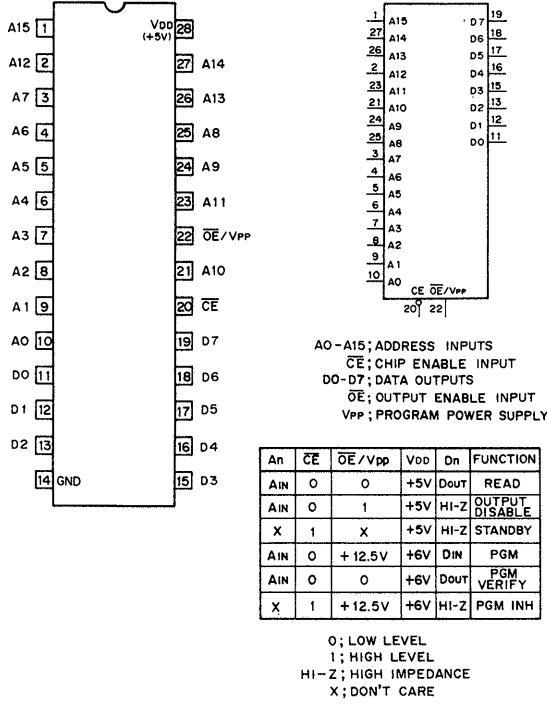 A15 1 VDD (+5V) 28
A12 2 27 A14
A7 3 26 A13
A6 4 25 A8
A5 5 24 A9
A4 6 23 A11
A3 7 22 OE/VPP
A2 8 21 A10
A1 9 20 CE
A0 10 19 D7
D0 11 18 D6
D1 12 17 D5
D2 13 16 D4
14 GND 15 D3
1 A15 D7 19
27 A14 D6 18
26 A13 D5 17
2 A12 D4 16
23 A11 D3 15
21 A10 D2 13
24 A9 D1 12
25 A8 D0 11
3 A7
4 A6
5 A5
6 A4
7 A3
8 A2
9 A1
10 A0
CE OE/VPP
20 22
A0-A15; ADDRESS INPUTS
CE; CHIP ENABLE INPUT
D0-D7; DATA OUTPUTS
OE; OUTPUT ENABLE INPUT
VPP; PROGRAM POWER SUPPLY
An CE OE/Vpp VDD Dn FUNCTION
AIN 0 0 +5V DOUT READ
AIN 0 1 +5V HI-Z OUTPUT DISABLE
X 1 X +5V HI-Z STANDBY
AIN 0 +12.5V +6V DIN PGM
AIN 0 0 +6V DOUT PGM VERIFY
X 1 +12.5V +6V HI-Z PGM INH
0; LOW LEVEL
1; HIGH LEVEL
HI-Z; HIGH IMPEDANCE
X; DON'T CARE